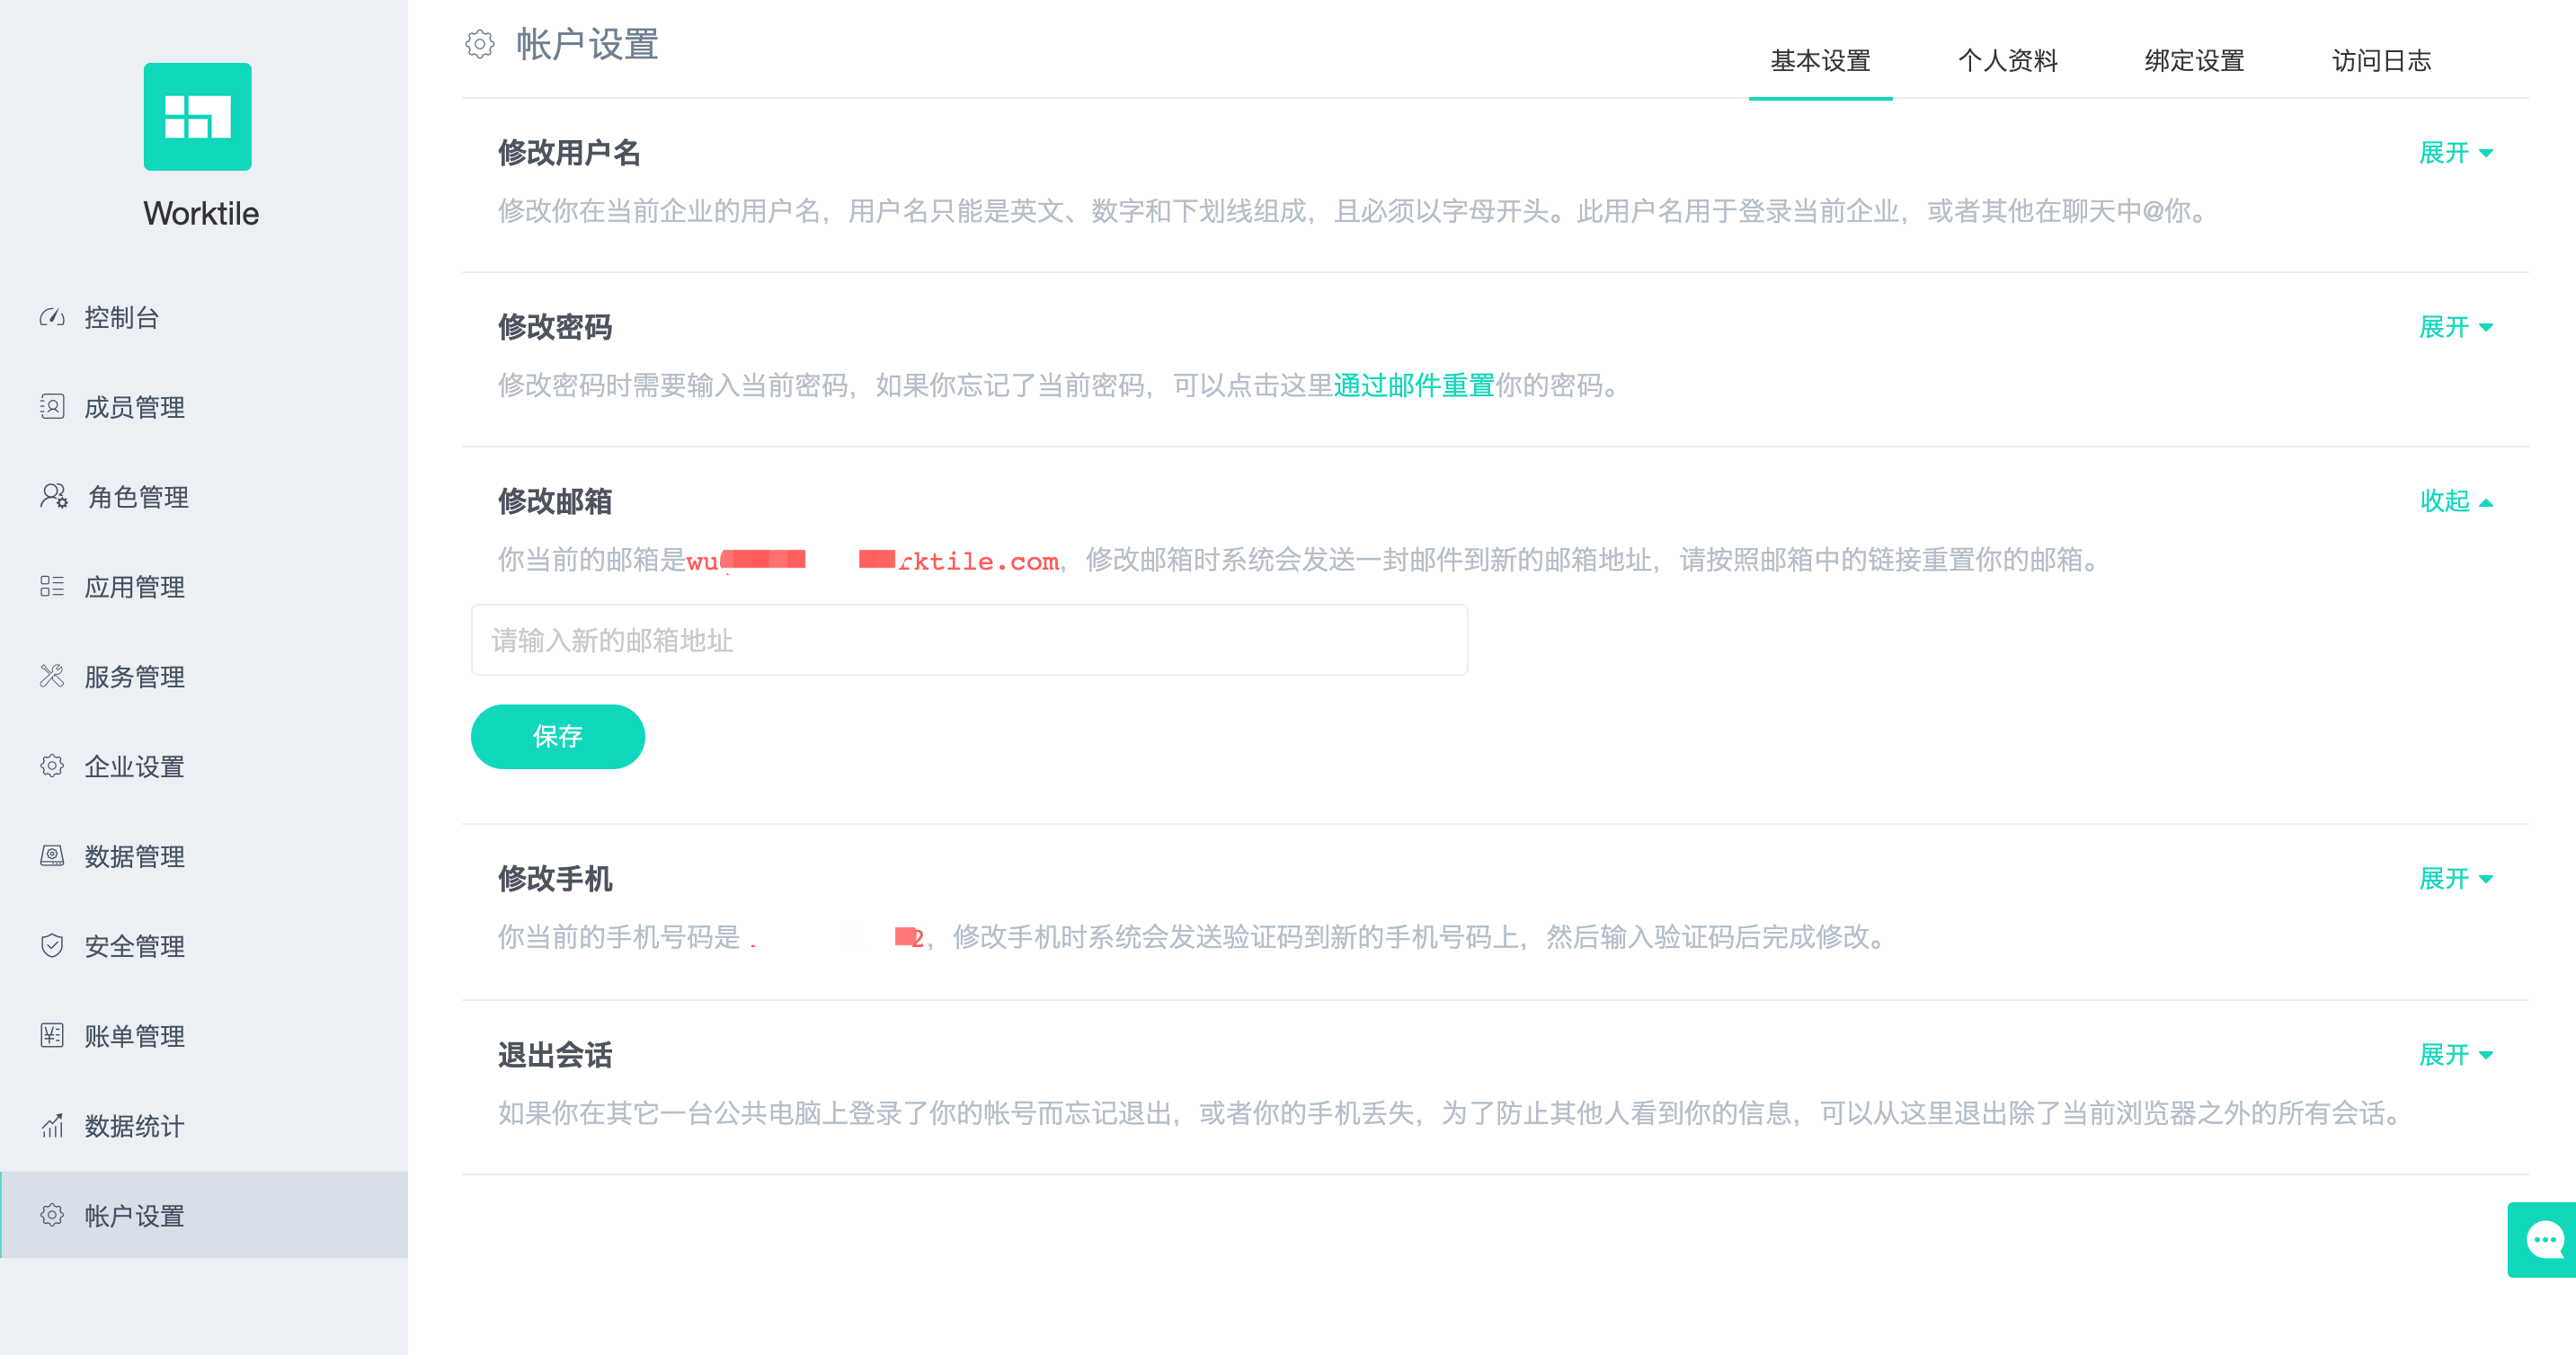 Worktile
控制台
成员管理
角色管理
应用管理
服务管理
企业设置
数据管理
安全管理
账单管理
数据统计
帐户设置
帐户设置
基本设置 个人资料 绑定设置 访问日志
修改用户名 展开
修改你在当前企业的用户名，用户名只能是英文、数字和下划线组成，且必须以字母开头。此用户名用于登录当前企业，或者其他在聊天中@你。
修改密码 展开
修改密码时需要输入当前密码，如果你忘记了当前密码，可以点击这里通过邮件重置你的密码。
修改邮箱 收起
你当前的邮箱是wu rktile.com，修改邮箱时系统会发送一封邮件到新的邮箱地址，请按照邮箱中的链接重置你的邮箱。
请输入新的邮箱地址
保存
修改手机 展开
你当前的手机号码是 2，修改手机时系统会发送验证码到新的手机号码上，然后输入验证码后完成修改。
退出会话 展开
如果你在其它一台公共电脑上登录了你的帐号而忘记退出，或者你的手机丢失，为了防止其他人看到你的信息，可以从这里退出除了当前浏览器之外的所有会话。